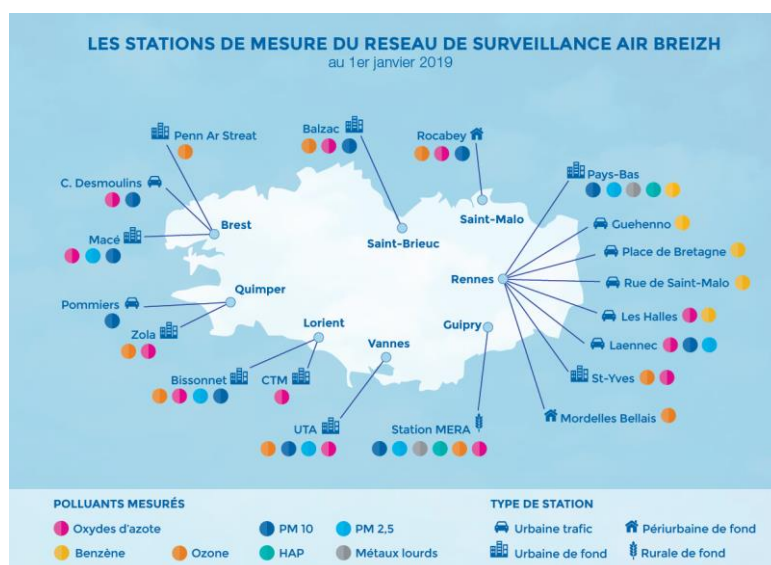 LES STATIONS DE MESURE DU RESEAU DE SURVEILLANCE AIR BREIZH
au 1er janvier 2019
Penn Ar Streat
Balzac
Rocabey
Pays-Bas
C. Desmoulins
Guehenno
Macé
Brest
Saint-Brieuc
Saint-Malo
Place de Bretagne
Rennes
Rue de Saint-Malo
Pommiers
Quimper
Les Halles
Zola
Lorient
Vannes
Guipry
Laennec
Bissonnet
CTM
St-Yves
UTA
Station MERA
Mordelles Bellais
POLLUANTS MESURÉS
Oxydes d'azote
PM 10
PM 2,5
Benzène
Ozone
HAP
Métaux lourds
TYPE DE STATION
Urbaine trafic
Périurbaine de fond
Urbaine de fond
Rurale de fond